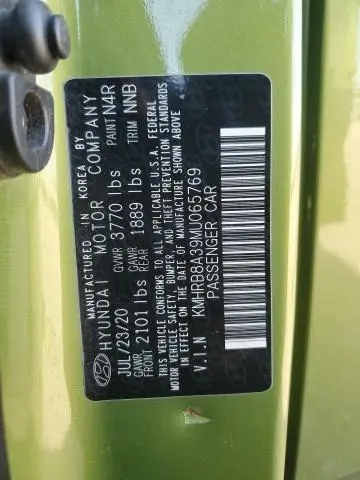 MANUFACTURED IN KOREA BY
HYUNDAI MOTOR COMPANY
JUL/23/20 GVWR 3770 lbs PAINT N4R
GAWR FRONT 2101 lbs GAWR REAR 1889 lbs TRIM NNB
THIS VEHICLE CONFORMS TO ALL APPLICABLE U.S.A. FEDERAL
MOTOR VEHICLE SAFETY, BUMPER, AND THEFT PREVENTION STANDARDS
IN EFFECT ON THE DATE OF MANUFACTURE SHOWN ABOVE
V.I.N KMHRB8A39MU065769
PASSENGER CAR